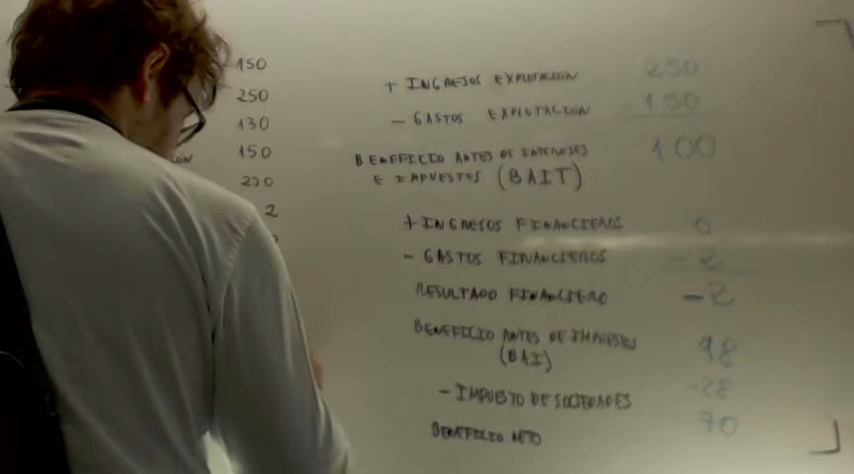 150
250
130
150
270
2
+ INGRESOS EXPLOTACION 250
- GASTOS EXPLOTACION - 150
BENEFICIO ANTES DE INTERESES 100
E IMPUESTOS (BAIT)
+ INGRESOS FINANCIEROS 0
- GASTOS FINANCIEROS - 2
RESULTADO FINANCIERO -2
BENEFICIO ANTES DE IMPUESTOS 98
(BAI)
- IMPUESTO DE SOCIEDADES -28
BENEFICIO NETO 70